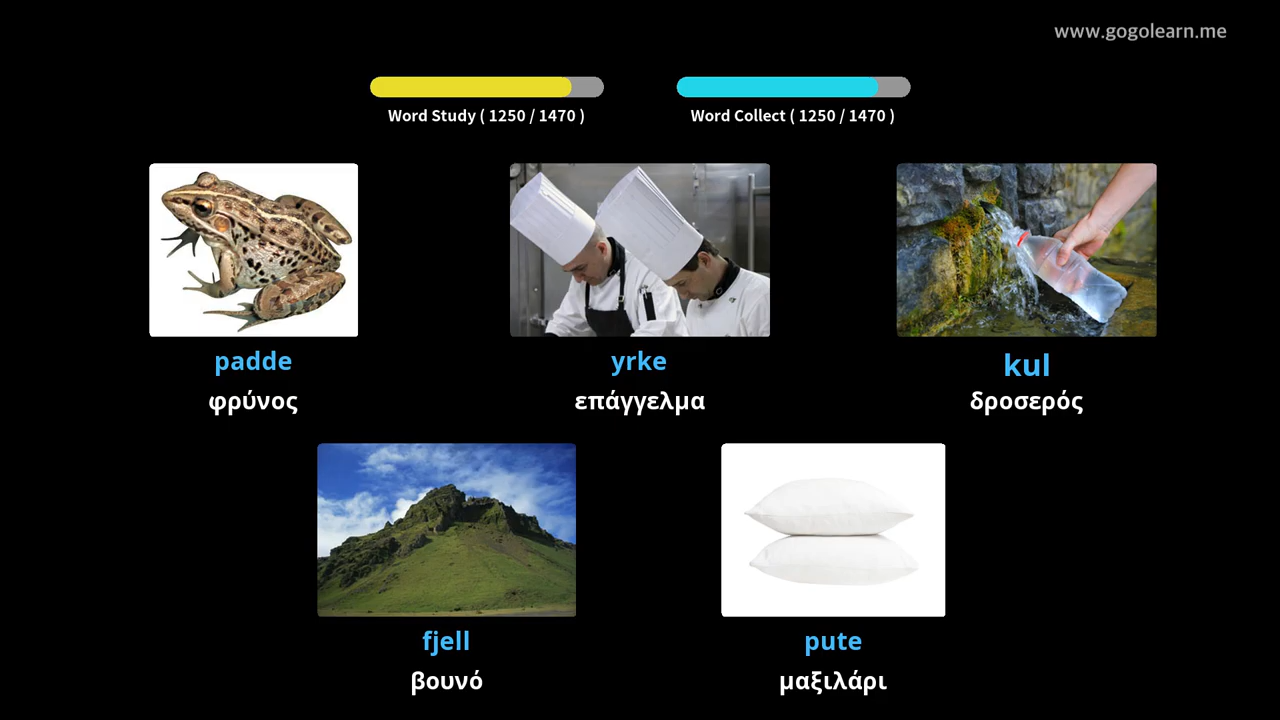 www.gogolearn.me
Word Study ( 1250 / 1470 )
Word Collect ( 1250 / 1470 )
padde
yrke
kul
φρύνος
επάγγελμα
δροσερός
fjell
pute
βουνό
μαξιλάρι